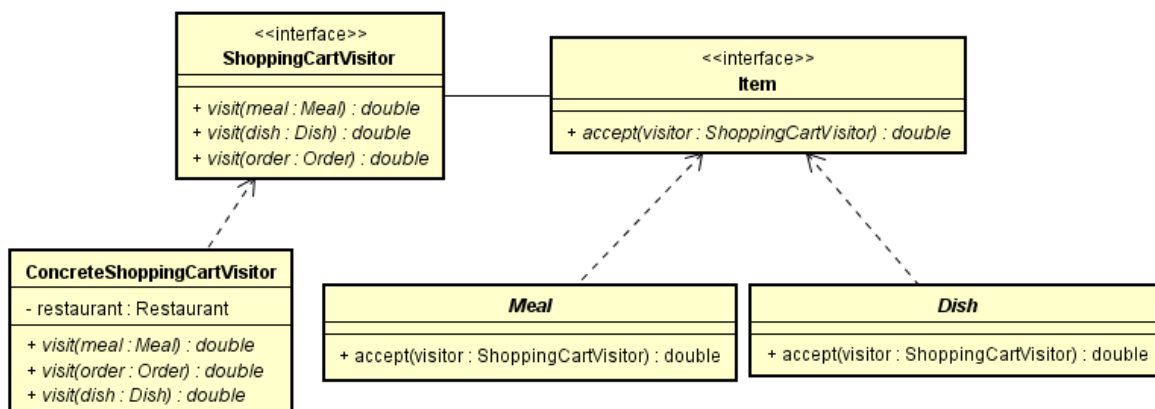 <<interface>>
ShoppingCartVisitor
+ visit(meal : Meal) : double
+ visit(dish : Dish) : double
+ visit(order : Order) : double
<<interface>>
Item
+ accept(visitor : ShoppingCartVisitor) : double
ConcreteShoppingCartVisitor
- restaurant : Restaurant
+ visit(meal : Meal) : double
+ visit(order : Order) : double
+ visit(dish : Dish) : double
Meal
+ accept(visitor : ShoppingCartVisitor) : double
Dish
+ accept(visitor : ShoppingCartVisitor) : double